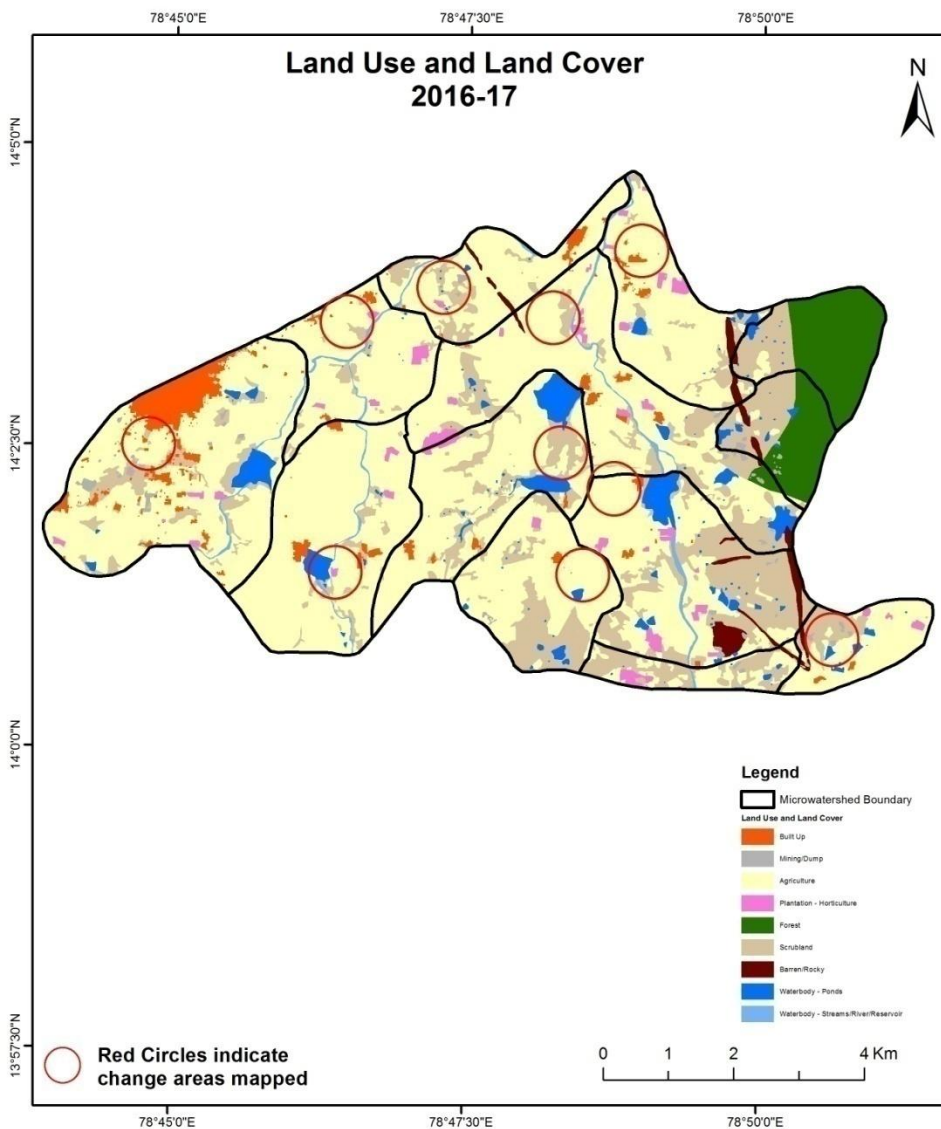 78°45'0"E
78°47'30"E
78°50'0"E
Land Use and Land Cover
2016-17
N
14°5'0"N
14°2'30"N
14°0'0"N
13°57'30"N
Legend
Microwatershed Boundary
Land Use and Land Cover
Built Up
Mining/Dump
Agriculture
Plantation - Horticulture
Forest
Scrubland
Barren/Rocky
Waterbody - Ponds
Waterbody - Streams/River/Reservoir
Red Circles indicate
change areas mapped
0 1 2 4 Km
78°45'0"E
78°47'30"E
78°50'0"E